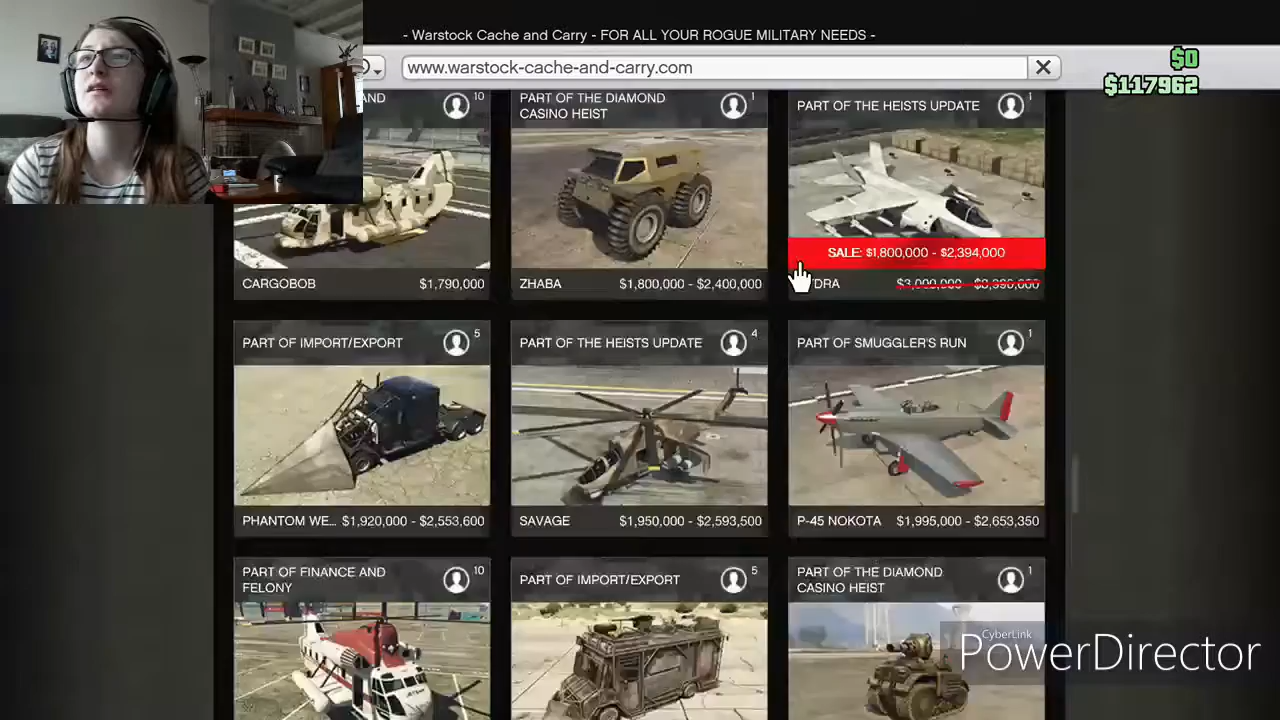 - Warstock Cache and Carry - FOR ALL YOUR ROGUE MILITARY NEEDS -
www.warstock-cache-and-carry.com
$0
$117962
AND
10
PART OF THE DIAMOND
CASINO HEIST
1
PART OF THE HEISTS UPDATE
1
SALE: $1,800,000 - $2,394,000
CARGOBOB
$1,790,000
ZHABA
$1,800,000 - $2,400,000
YDRA
PART OF IMPORT/EXPORT
5
PART OF THE HEISTS UPDATE
4
PART OF SMUGGLER'S RUN
1
PHANTOM WE... $1,920,000 - $2,553,600
SAVAGE
$1,950,000 - $2,593,500
P-45 NOKOTA
$1,995,000 - $2,653,350
PART OF FINANCE AND
FELONY
10
PART OF IMPORT/EXPORT
5
PART OF THE DIAMOND
CASINO HEIST
1
CyberLink
PowerDirector